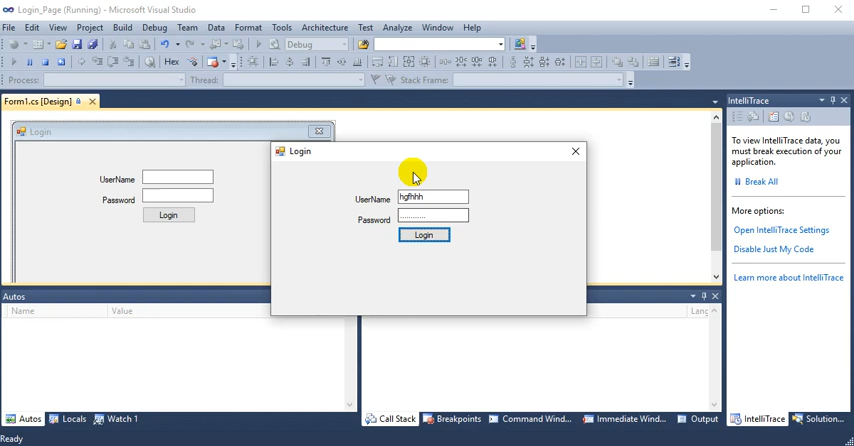 Login_Page (Running) - Microsoft Visual Studio
File Edit View Project Build Debug Team Data Format Tools Architecture Test Analyze Window Help
Debug
Hex
Process: Thread: Stack Frame:
Form1.cs [Design]
Login
UserName
Password
Login
Login
UserName hgfhhh
Password ............
Login
IntelliTrace
To view IntelliTrace data, you
must break execution of your
application.
Break All
More options:
Open IntelliTrace Settings
Disable Just My Code
Learn more about IntelliTrace
Autos
Name Value
Lang
Autos Locals Watch 1
Call Stack Breakpoints Command Wind... Immediate Wind... Output
IntelliTrace Solution...
Ready